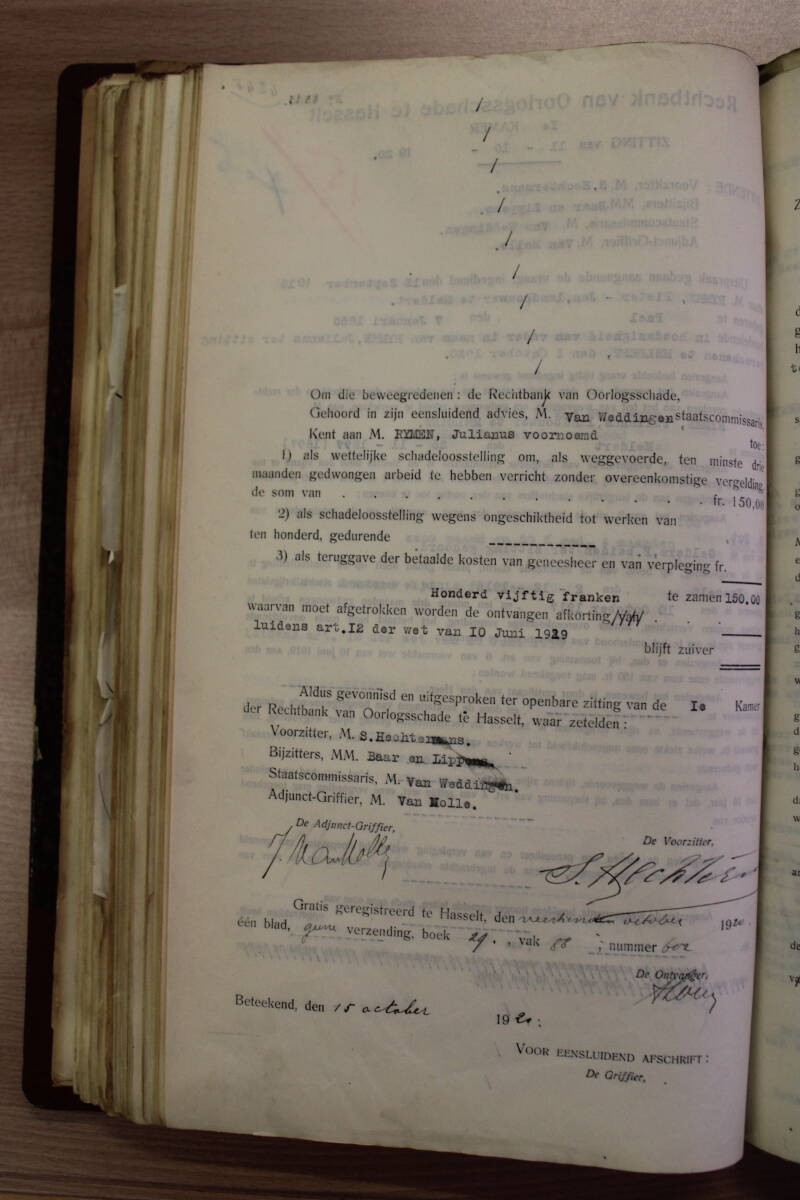 Om die beweegredenen : de Rechtbank van Oorlogsschade,
Gehoord in zijn eensluidend advies, M. Van Weddingen staatscommissaris,
Kent aan M. RYMEN, Julianus voornoemd toe:
1) als wettelijke schadeloosstelling om, als weggevoerde, ten minste drie
maanden gedwongen arbeid te hebben verricht zonder overeenkomstige vergelding,
de som van . . . . . . . . . . fr. 150,00
2) als schadeloosstelling wegens ongeschiktheid tot werken van
ten honderd, gedurende -------------
3) als teruggave der betaalde kosten van geneesheer en van verpleging fr.
Honderd vijftig franken te zamen 150.00
waarvan moet afgetrokken worden de ontvangen afkorting . . .
luidens art.I2 der wet van IO Juni 1929
blijft zuiver
Aldus gevonnisd en uitgesproken ter openbare zitting van de Ie Kamer
der Rechtbank van Oorlogsschade te Hasselt, waar zetelden :
Voorzitter, M. S.Hechtermans.
Bijzitters, MM. Baar en Lippens.
Staatscommissaris, M. Van Weddingen.
Adjunct-Griffier, M. Van Molle.
De Adjunct-Griffier,
De Voorzitter,
J. Van Molle
S. Hechter
Gratis geregistreerd te Hasselt, den veertienden october 1920
één blad, geene verzending, boek 29. , vak 88 ; nummer
De Ontvanger,
Beteekend, den 15 october 1920 :
VOOR EENSLUIDEND AFSCHRIFT :
De Griffier,